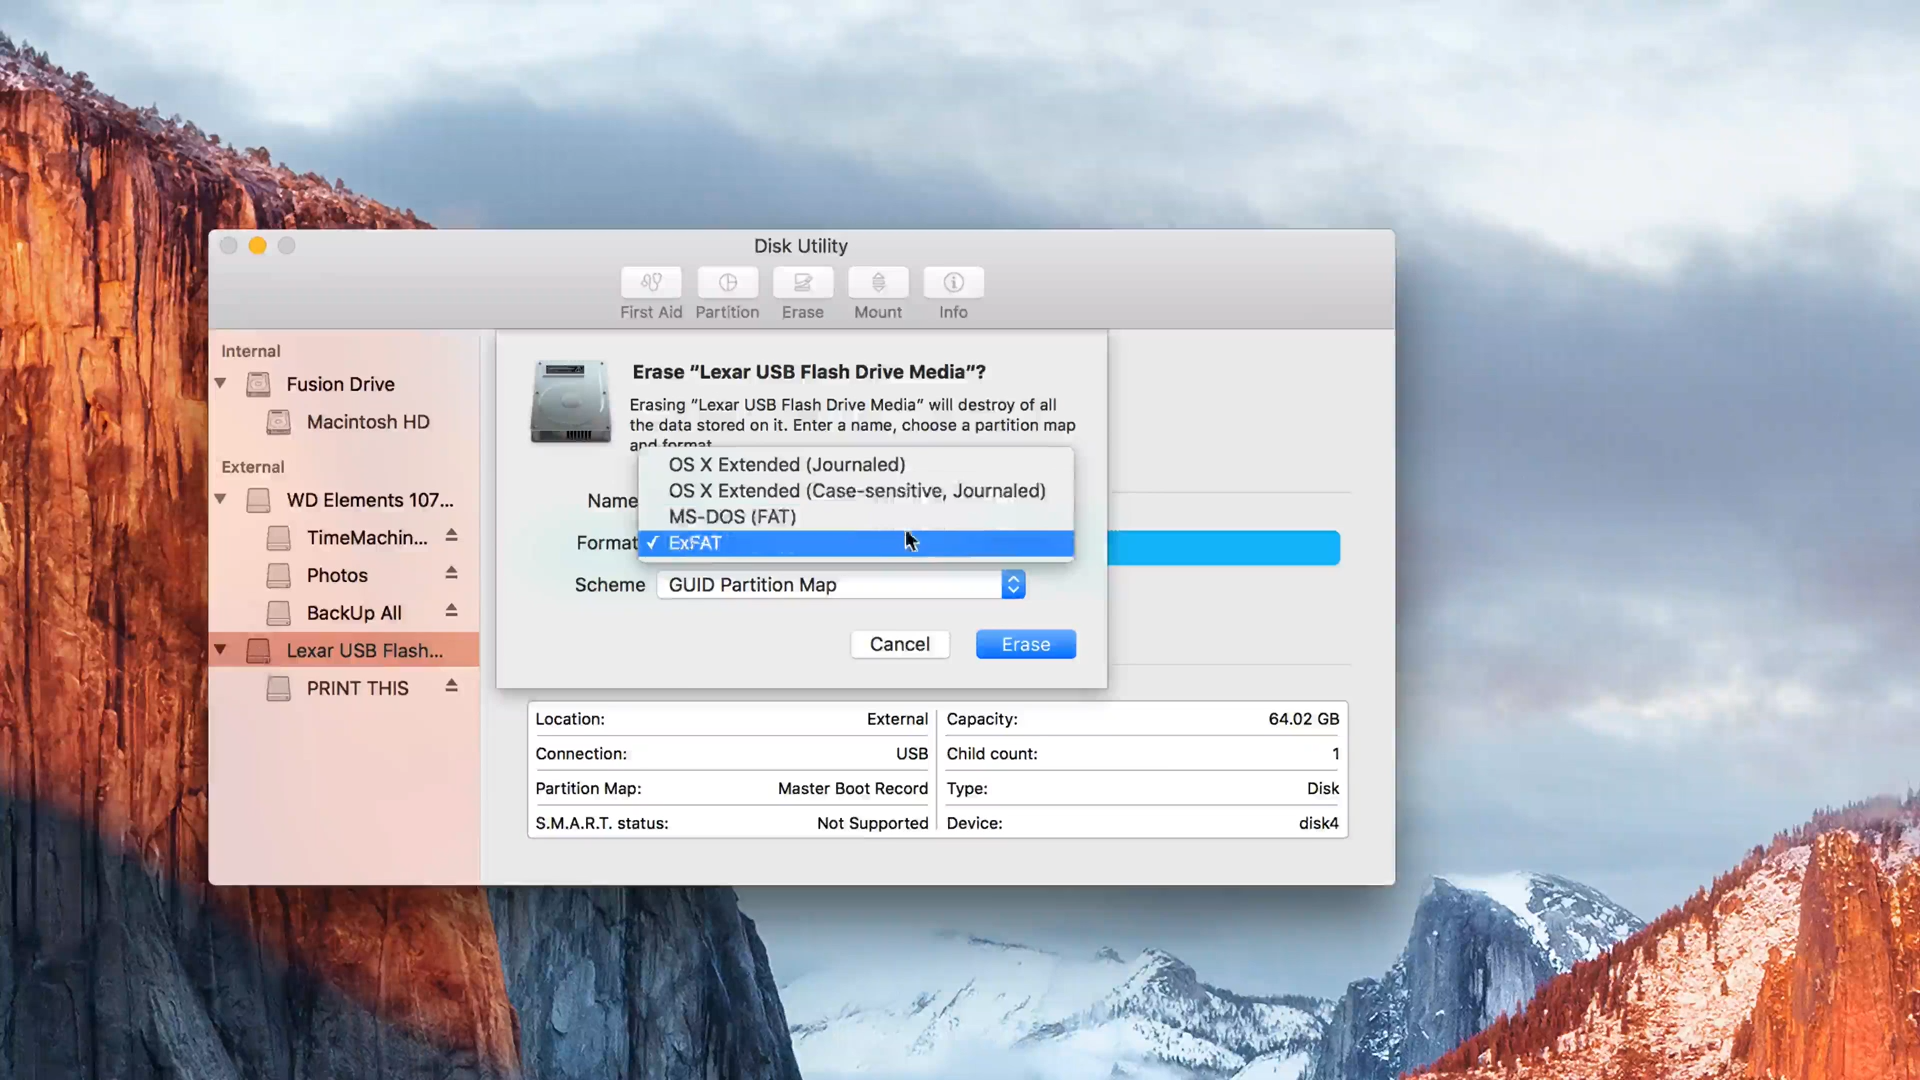 Disk Utility
First Aid
Partition
Erase
Mount
Info
Internal
Fusion Drive
Macintosh HD
External
WD Elements 107...
TimeMachin...
Photos
BackUp All
Lexar USB Flash...
PRINT THIS
Erase “Lexar USB Flash Drive Media”?
Erasing “Lexar USB Flash Drive Media” will destroy of all
the data stored on it. Enter a name, choose a partition map
and format.
OS X Extended (Journaled)
Name
OS X Extended (Case-sensitive, Journaled)
MS-DOS (FAT)
Format
✓ ExFAT
Scheme GUID Partition Map
Cancel
Erase
Location: External
Capacity: 64.02 GB
Connection: USB
Child count: 1
Partition Map: Master Boot Record
Type: Disk
S.M.A.R.T. status: Not Supported
Device: disk4